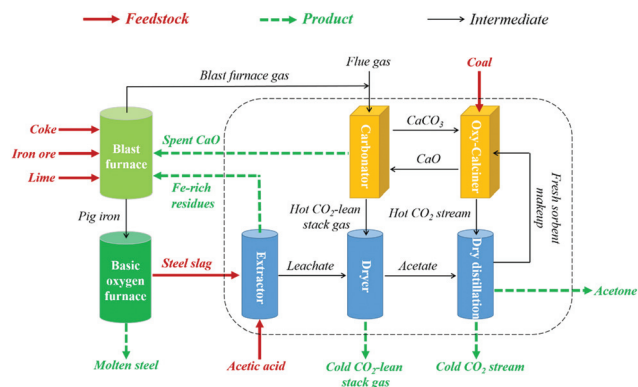 Feedstock
Product
Intermediate
Blast furnace gas
Flue gas
Coal
Coke
Iron ore
Lime
Blast
furnace
Spent CaO
Fe-rich
residues
Carbonator
CaCO3
CaO
Oxy-Calciner
Fresh sorbent
makeup
Pig iron
Hot CO2-lean
stack gas
Hot CO2 stream
Basic
oxygen
furnace
Steel slag
Extractor
Leachate
Dryer
Acetate
Dry distillation
Acetone
Molten steel
Acetic acid
Cold CO2-lean
stack gas
Cold CO2 stream